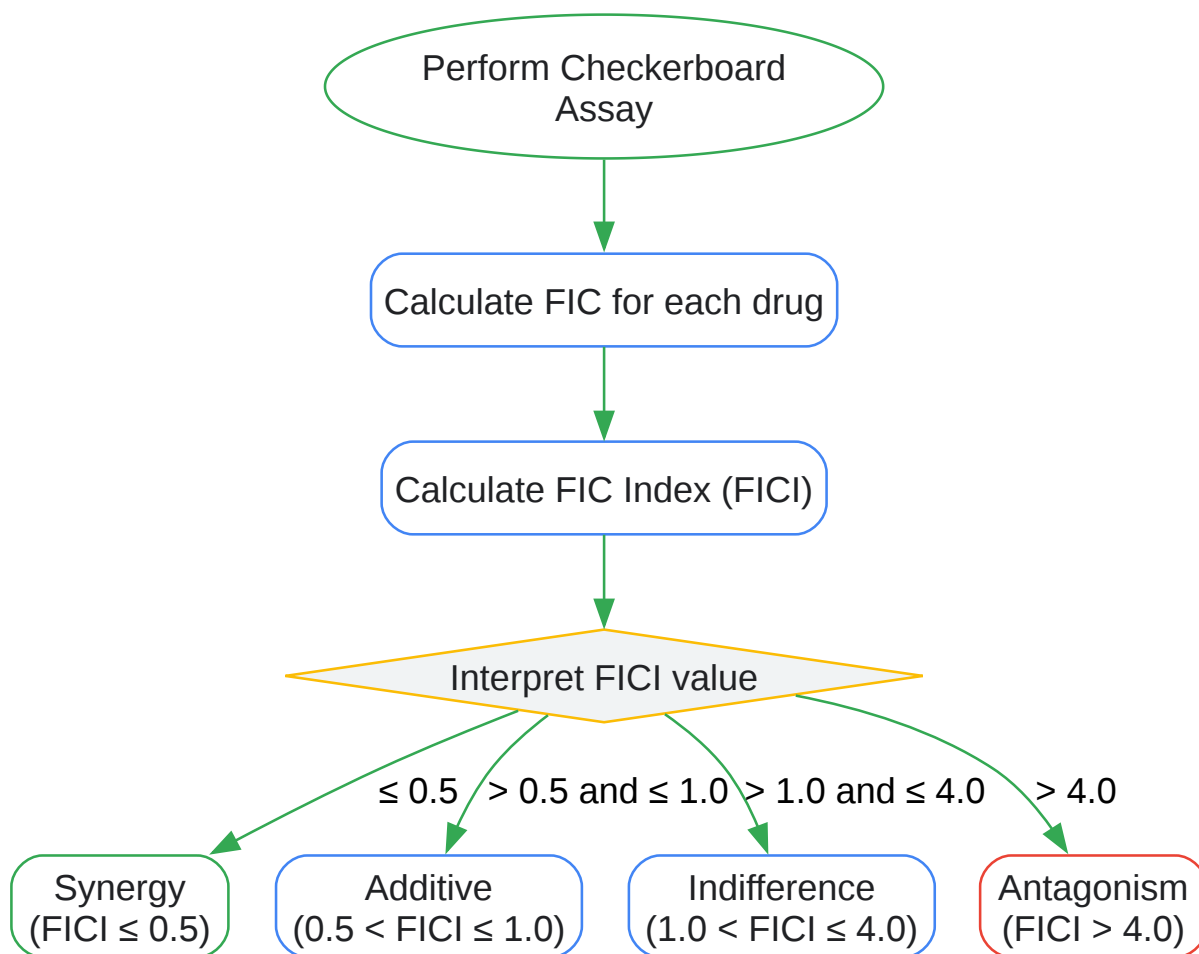 Perform Checkerboard
Assay
Calculate FIC for each drug
Calculate FIC Index (FICI)
Interpret FICI value
≤ 0.5
> 0.5 and ≤ 1.0
> 1.0 and ≤ 4.0
> 4.0
Synergy
(FICI ≤ 0.5)
Additive
(0.5 < FICI ≤ 1.0)
Indifference
(1.0 < FICI ≤ 4.0)
Antagonism
(FICI > 4.0)